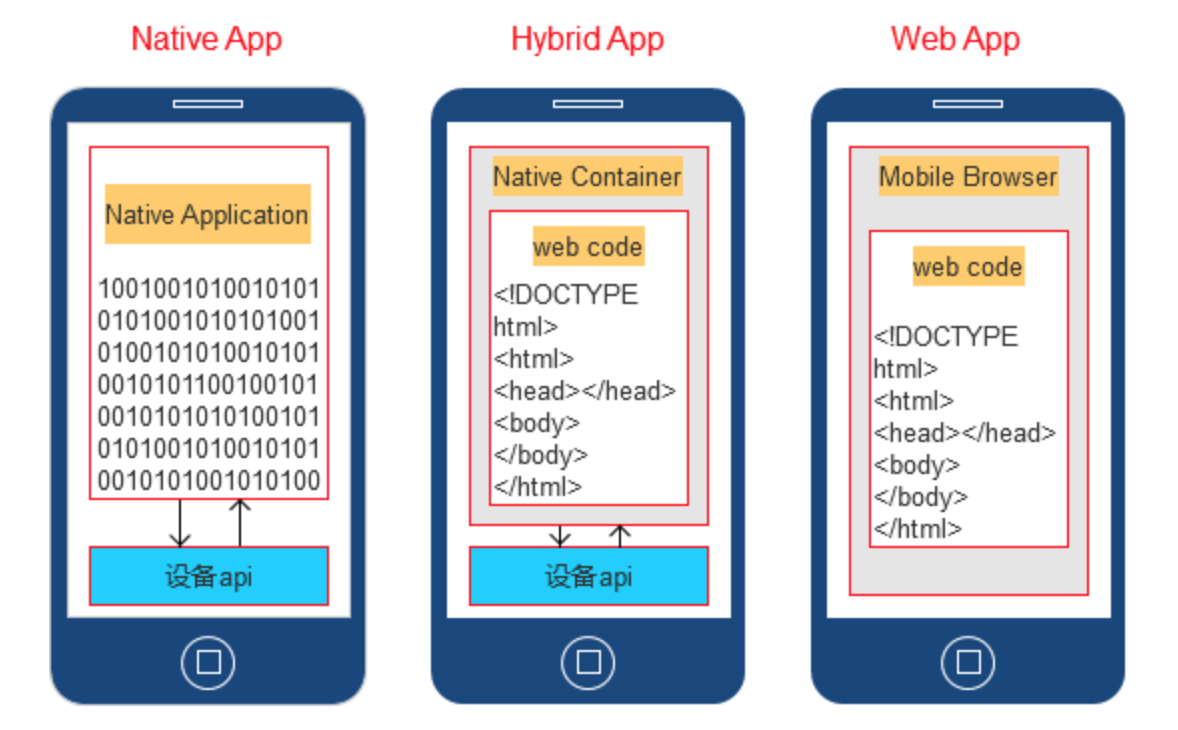 Native App
Hybrid App
Web App
Native Application
1001001010010101
0101001010101001
0100101010010101
0010101100100101
0010101010100101
0101001010010101
0010101001010100
设备api
Native Container
web code
<!DOCTYPE
html>
<html>
<head></head>
<body>
</body>
</html>
设备api
Mobile Browser
web code
<!DOCTYPE
html>
<html>
<head></head>
<body>
</body>
</html>